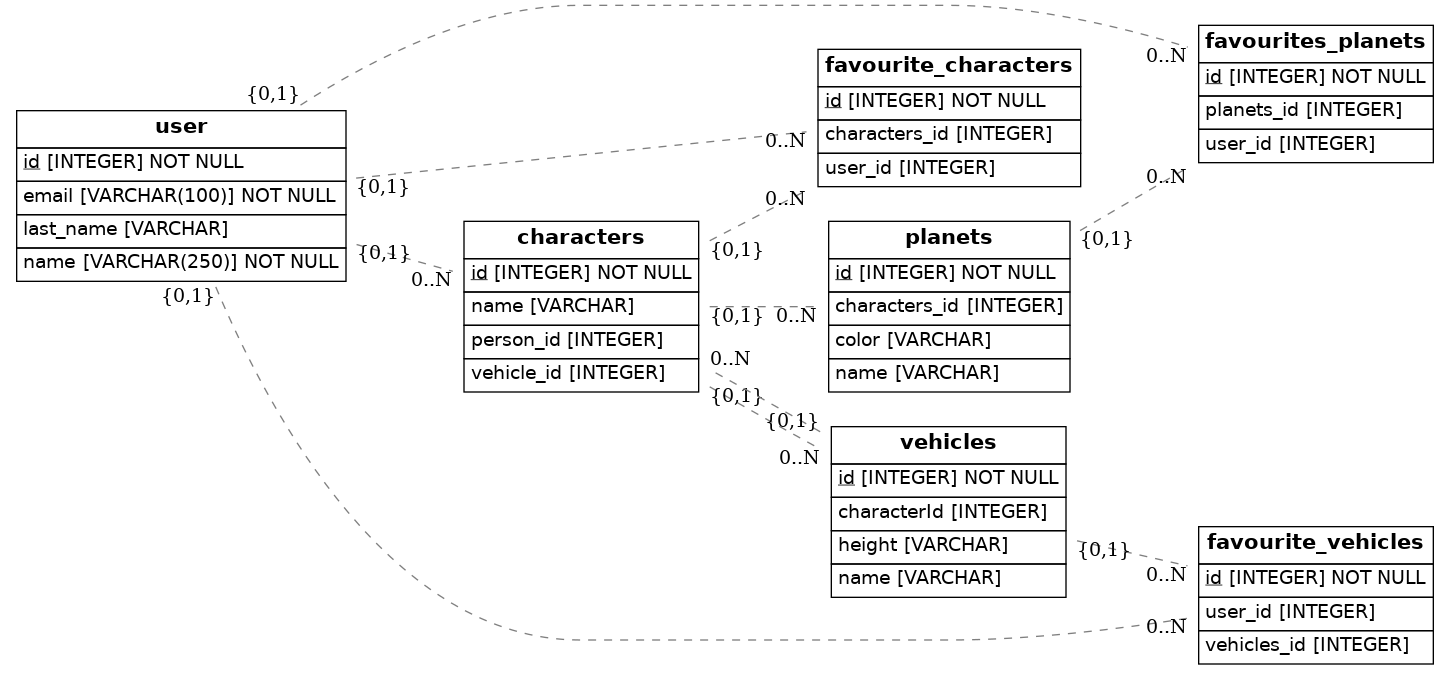 user
id [INTEGER] NOT NULL
email [VARCHAR(100)] NOT NULL
last_name [VARCHAR]
name [VARCHAR(250)] NOT NULL
{0,1}
{0,1}
{0,1}
{0,1}
characters
id [INTEGER] NOT NULL
name [VARCHAR]
person_id [INTEGER]
vehicle_id [INTEGER]
0..N
{0,1}
{0,1}
0..N
0..N
{0,1}
favourite_characters
id [INTEGER] NOT NULL
characters_id [INTEGER]
user_id [INTEGER]
0..N
0..N
planets
id [INTEGER] NOT NULL
characters_id [INTEGER]
color [VARCHAR]
name [VARCHAR]
{0,1}
{0,1}
0..N
vehicles
id [INTEGER] NOT NULL
characterId [INTEGER]
height [VARCHAR]
name [VARCHAR]
{0,1}
0..N
0..N
favourites_planets
id [INTEGER] NOT NULL
planets_id [INTEGER]
user_id [INTEGER]
0..N
0..N
favourite_vehicles
id [INTEGER] NOT NULL
user_id [INTEGER]
vehicles_id [INTEGER]